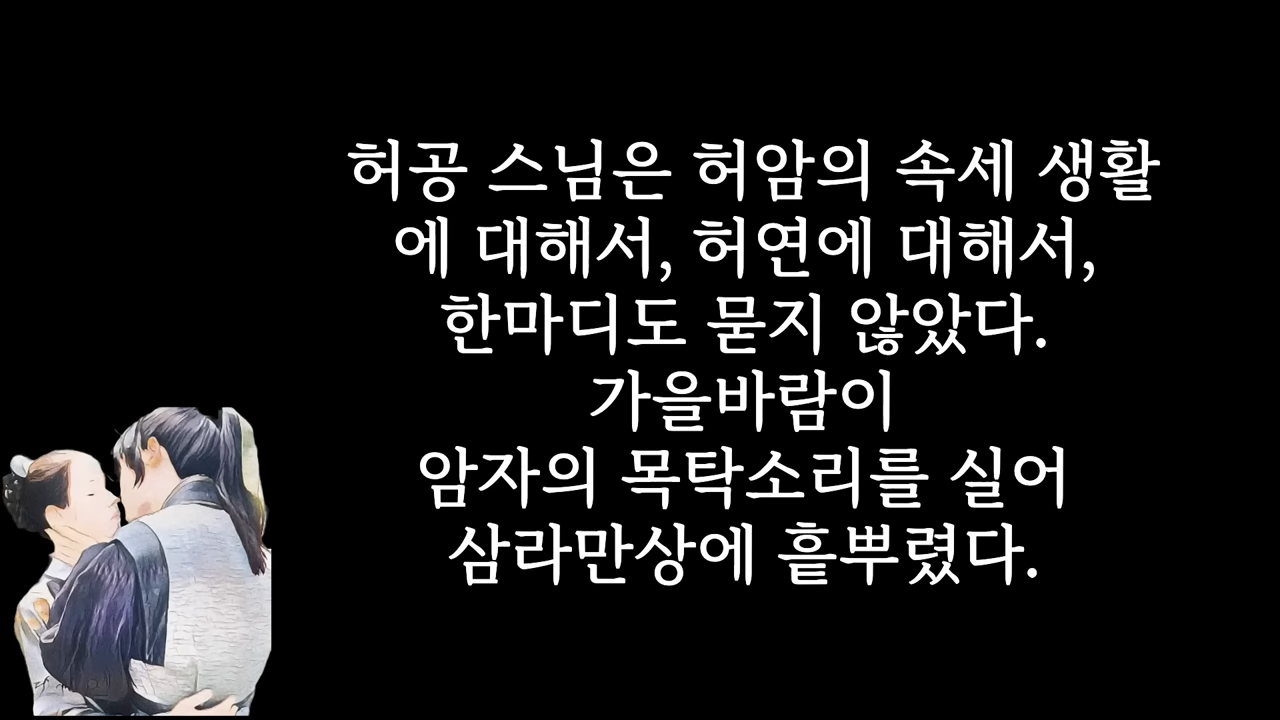 허공 스님은 허암의 속세 생활
에 대해서, 허연에 대해서,
한마디도 묻지 않았다.
가을바람이
암자의 목탁소리를 실어
삼라만상에 흩뿌렸다.